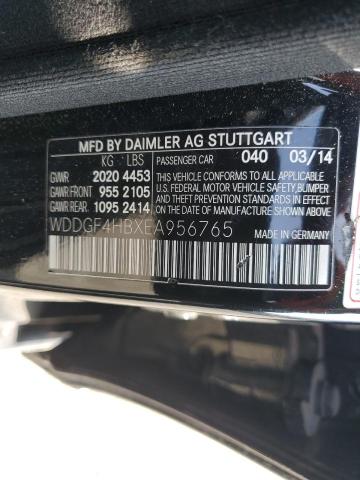 MFD BY DAIMLER AG STUTTGART
KG LBS PASSENGER CAR 040 03/14
GVWR 2020 4453 THIS VEHICLE CONFORMS TO ALL APPLICABLE
GAWR FRONT 955 2105 U.S. FEDERAL MOTOR VEHICLE SAFETY, BUMPER
GAWR REAR 1095 2414 AND THEFT PREVENTION STANDARDS IN EFFECT
ON THE DATE OF MANUFACTURE SHOWN ABOVE.
WDDGF4HBXEA956765 MADE IN GERMANY